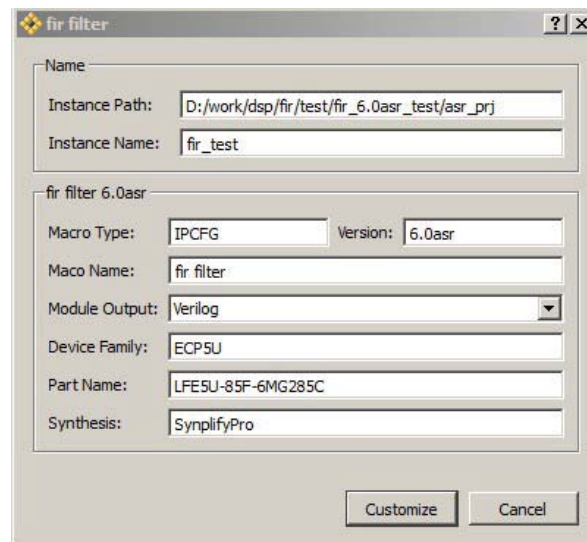 fir filter
Name
Instance Path: D:/work/dsp/fir/test/fir_6.0asr_test/asr_prj
Instance Name: fir_test
fir filter 6.0asr
Macro Type: IPCFG Version: 6.0asr
Maco Name: fir filter
Module Output: Verilog
Device Family: ECP5U
Part Name: LFE5U-85F-6MG285C
Synthesis: SynplifyPro
Customize Cancel